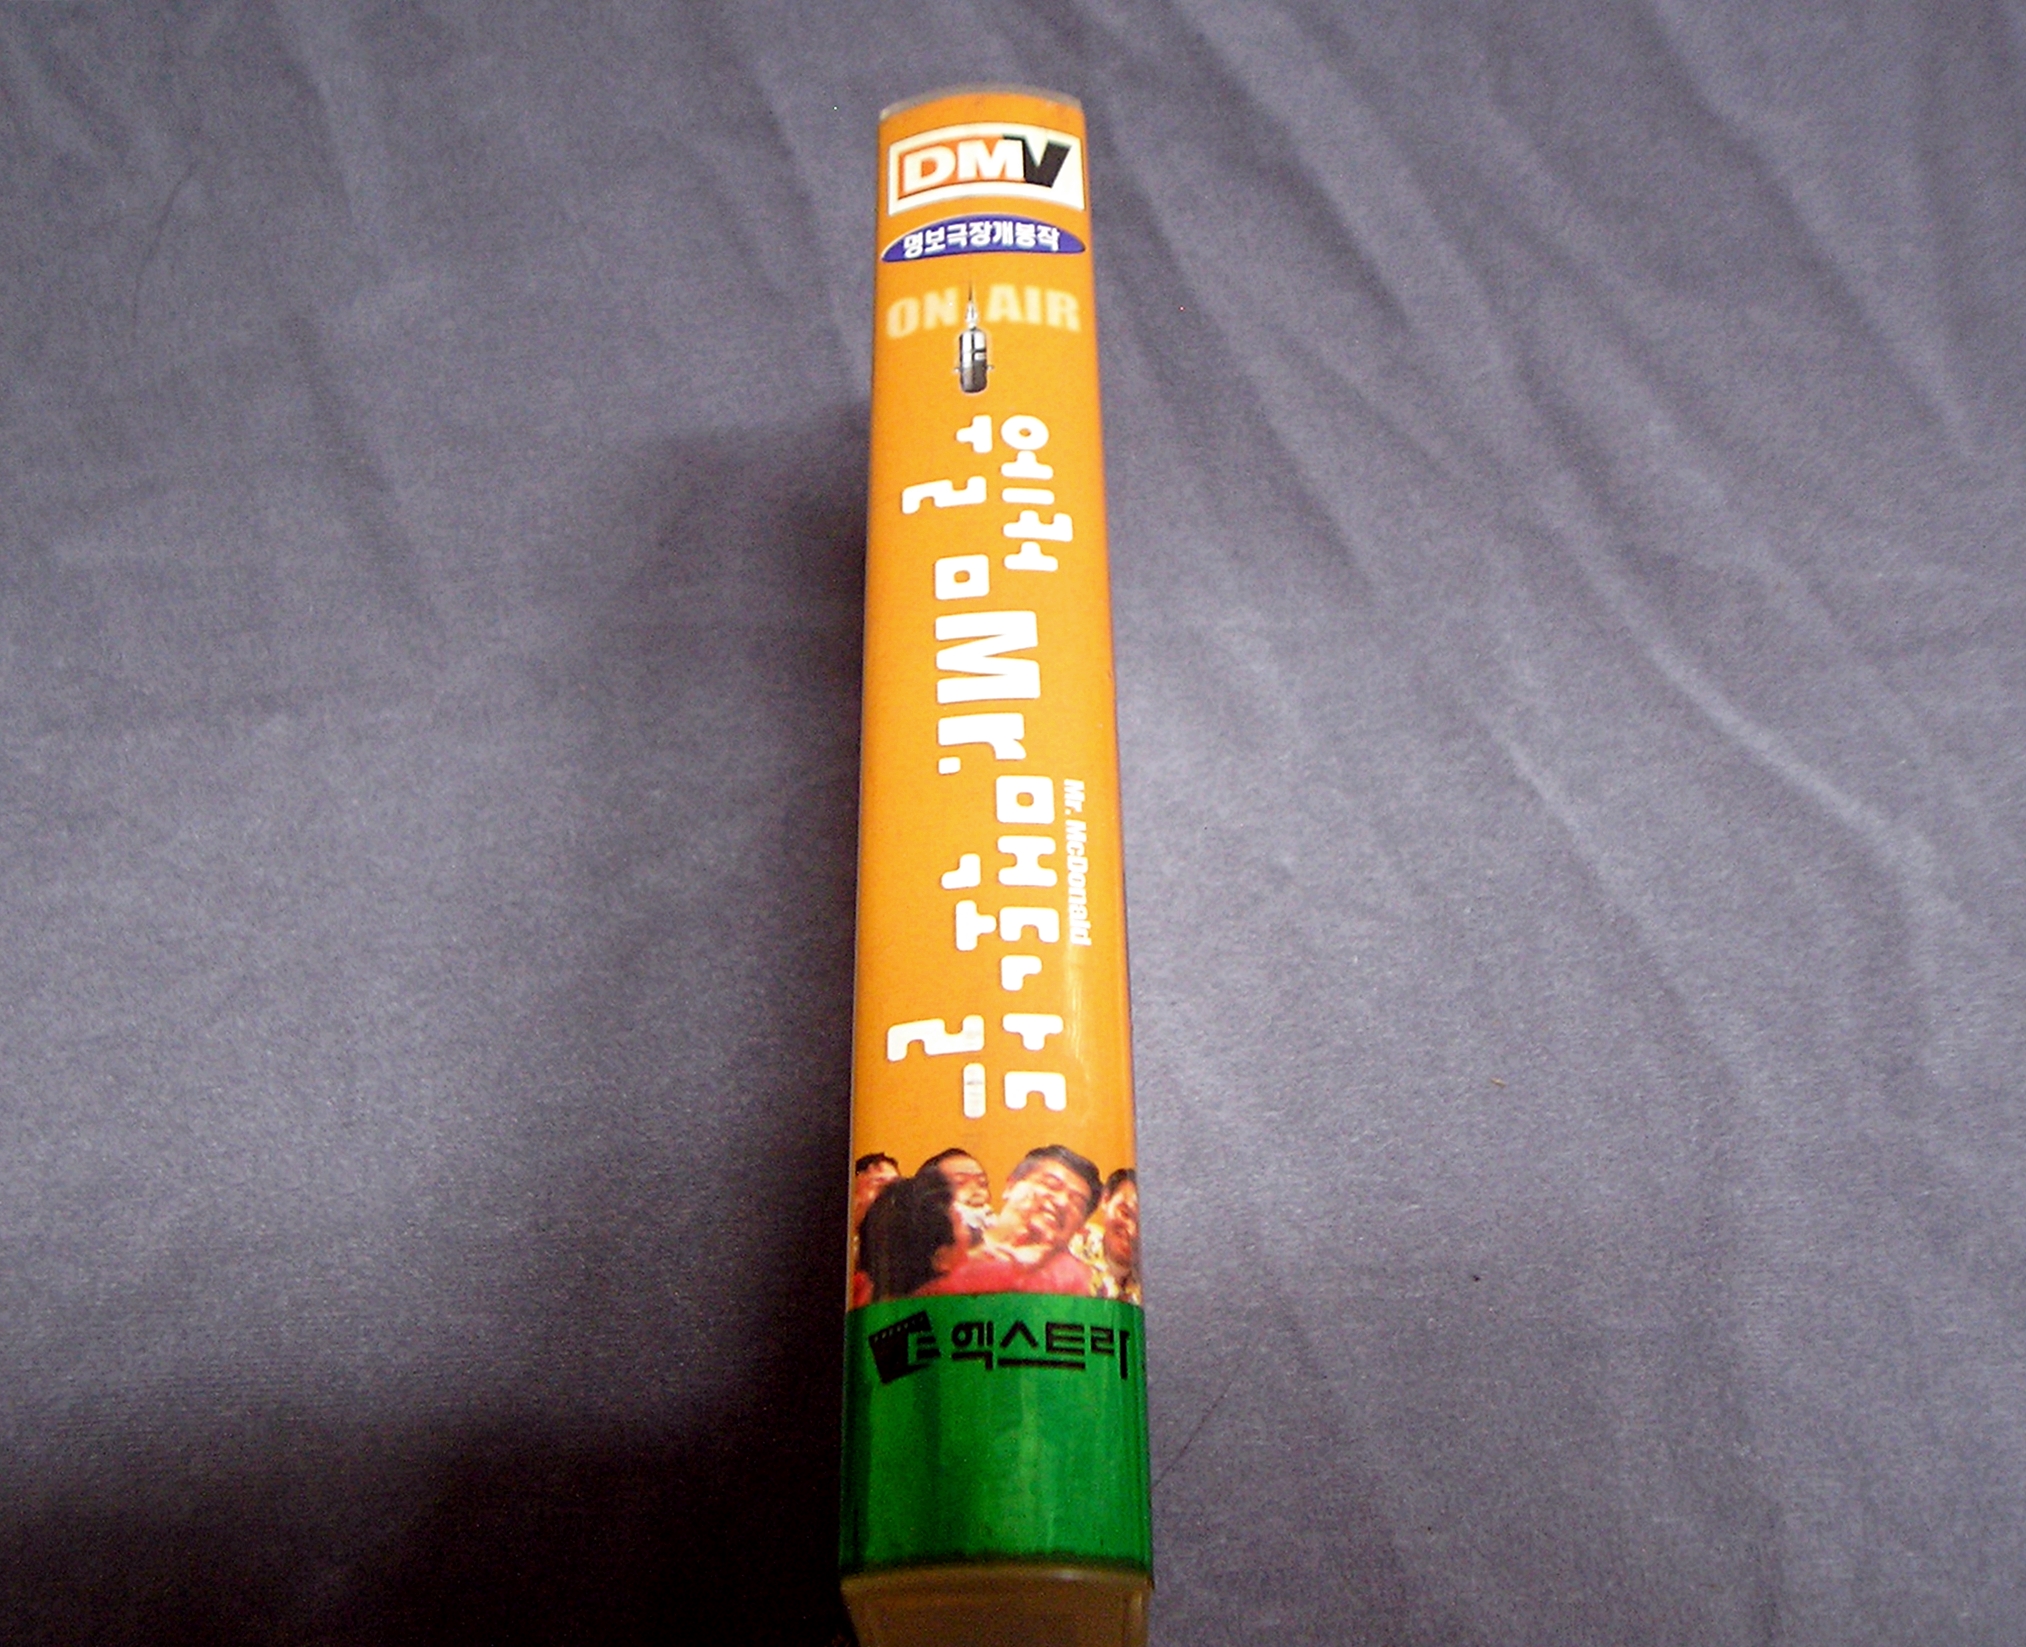 DMV
명보극장개봉작
ON AIR
웰컴 Mr. 맥도날드
Mr. McDonald
엑스트라